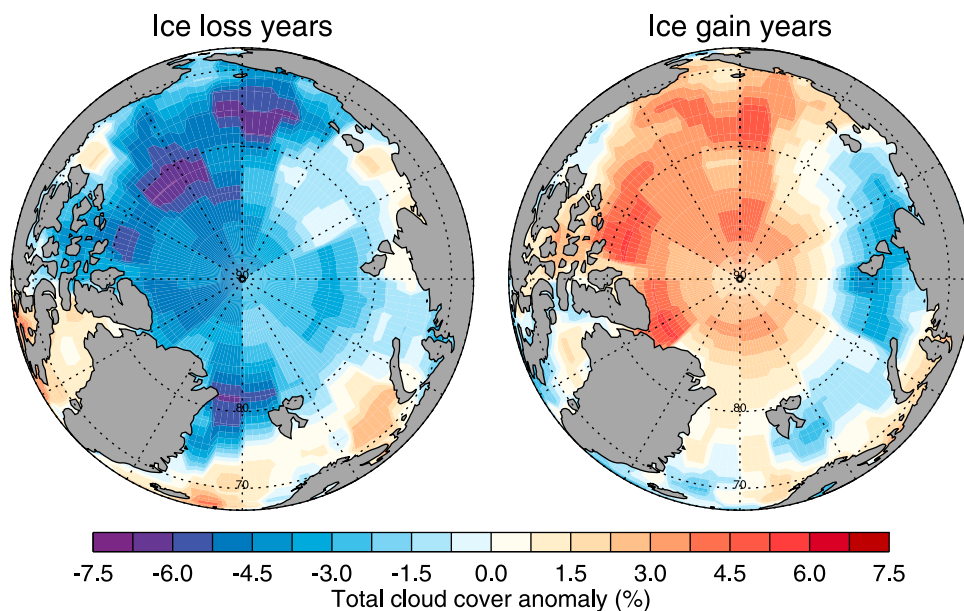 Ice loss years
Ice gain years
80
70
80
70
-7.5 -6.0 -4.5 -3.0 -1.5 0.0 1.5 3.0 4.5 6.0 7.5
Total cloud cover anomaly (%)